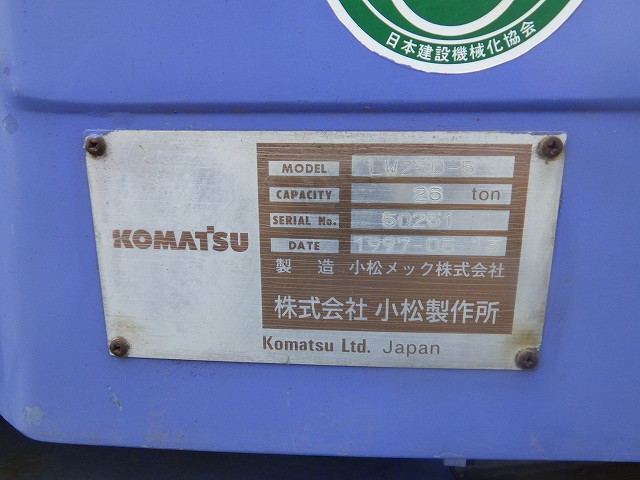 日本建設機械化協会
KOMATSU
MODEL
CAPACITY 26 ton
SERIAL No. 50251
DATE
製造 小松メック株式会社
株式会社 小松製作所
Komatsu Ltd. Japan